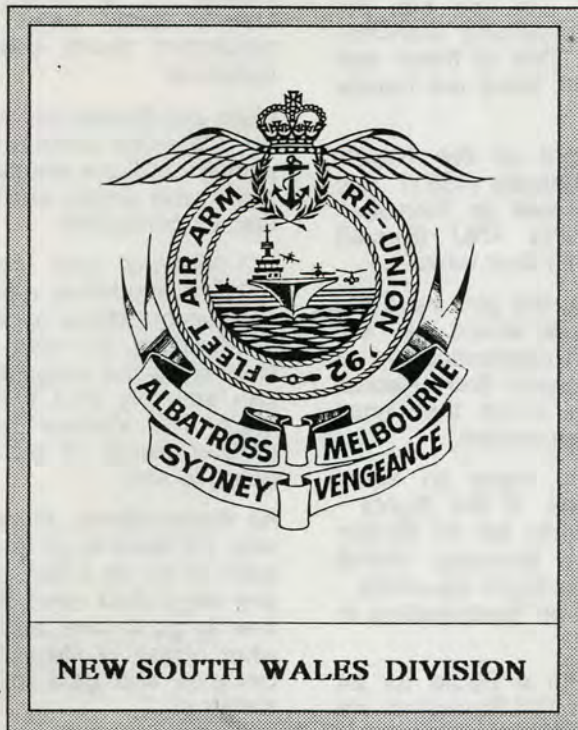 FLEET AIR ARM RE-UNION '92
ALBATROSS MELBOURNE
SYDNEY VENGEANCE
NEW SOUTH WALES DIVISION